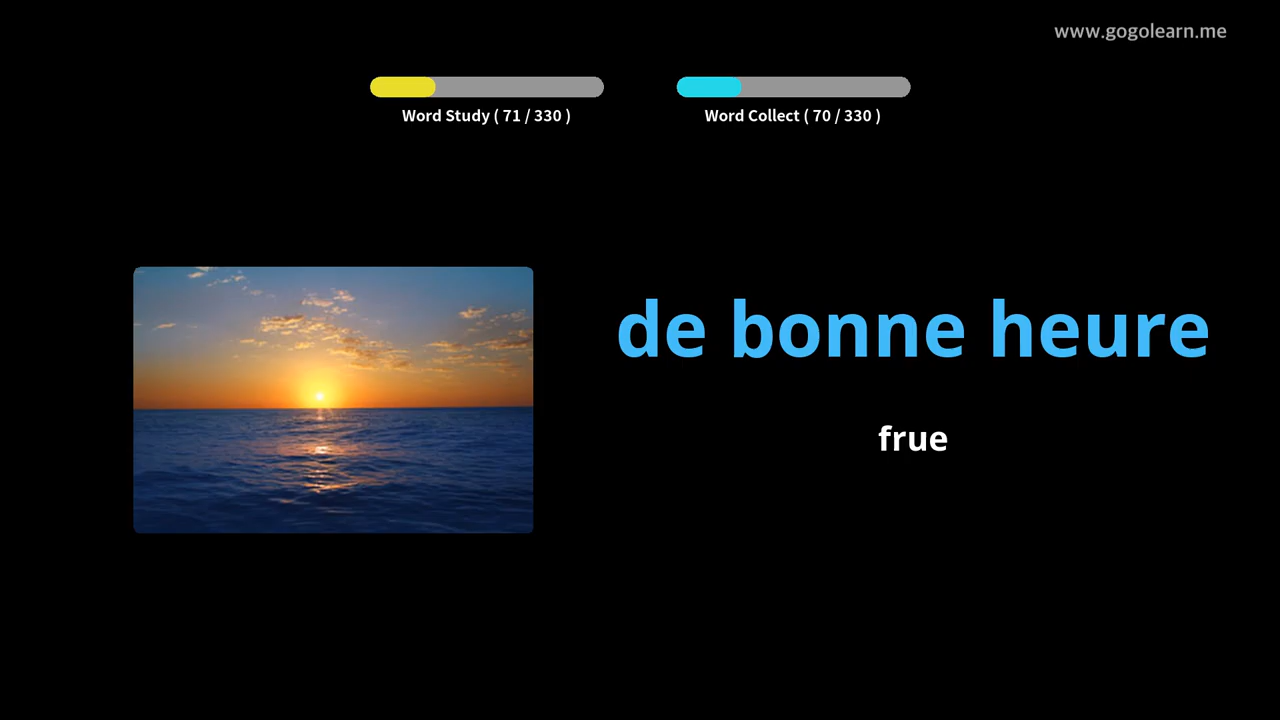 www.gogolearn.me
Word Study ( 71 / 330 )
Word Collect ( 70 / 330 )
de bonne heure
frue